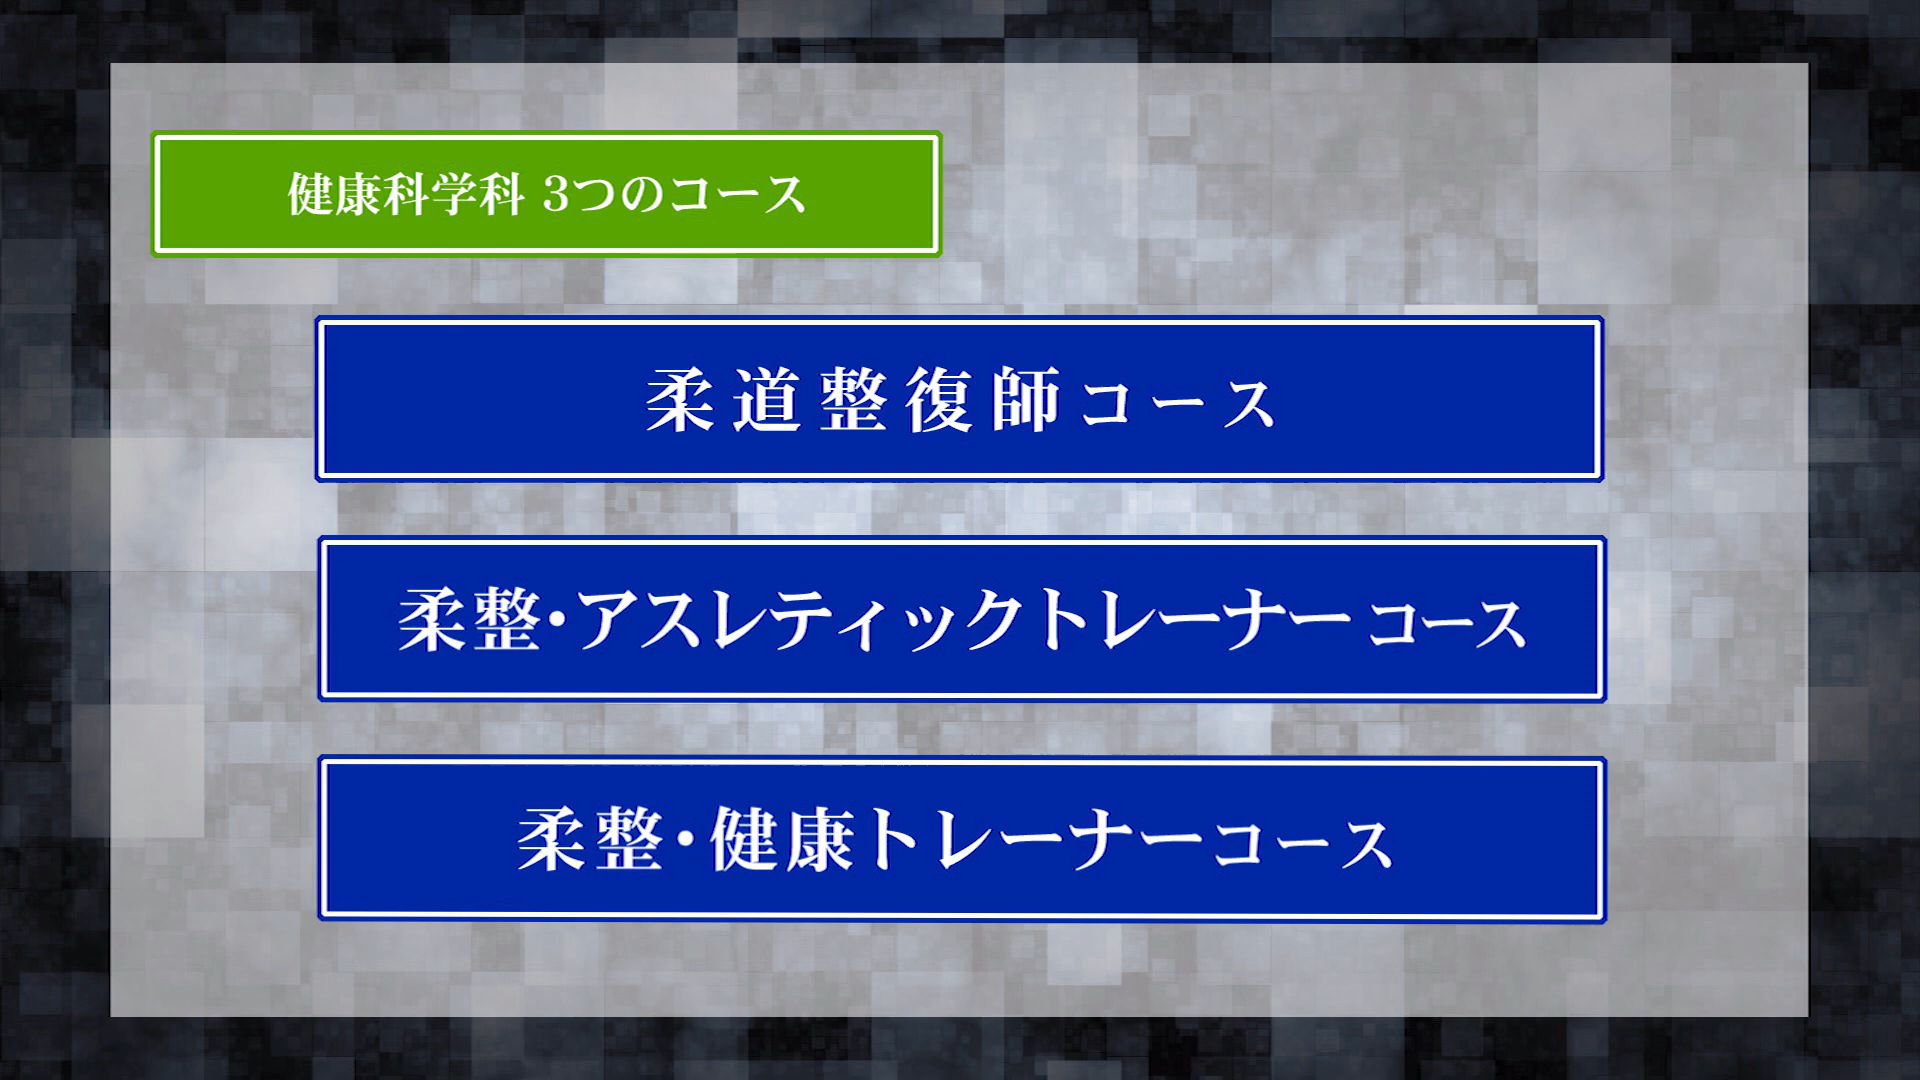 健康科学科 3つのコース
柔道整復師コース
柔整・アスレティックトレーナーコース
柔整・健康トレーナーコース